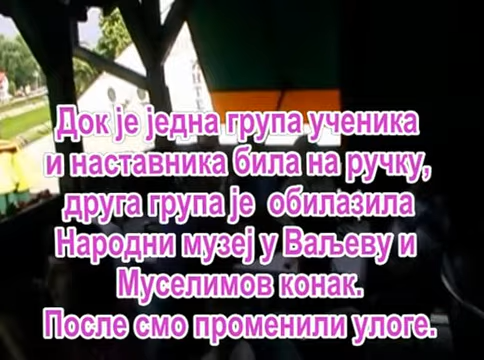 Док је једна група ученика
и наставника била на ручку,
друга група је обилазила
Народни музеј у Ваљеву и
Муселимов конак.
После смо променили улоге.